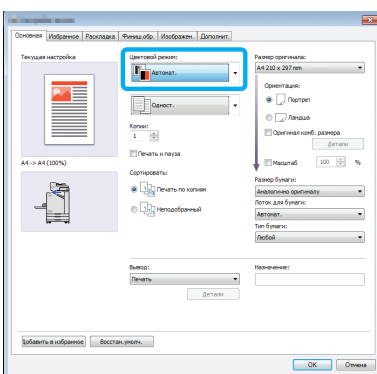 Основная Избранное Раскладка Финиш.обр. Изображен. Дополнит.
Текущая настройка
A4 -> A4 (100%)
Цветовой режим:
Автомат.
Одност.
Копии:
1
Печать и пауза
Сортировать:
Печать по копиям
Неподобранный
Вывод:
Печать
Детали
Размер оригинала:
A4 210 x 297 mm
Ориентация:
Портрет
Ландша
Оригинал комб. размера
Детали
Масштаб 100 %
Размер бумаги:
Аналогично оригиналу
Лоток для бумаги:
Автомат.
Тип бумаги:
Любой
Назначение:
Добавить в избранное Восстан.умолч.
OK Отмена